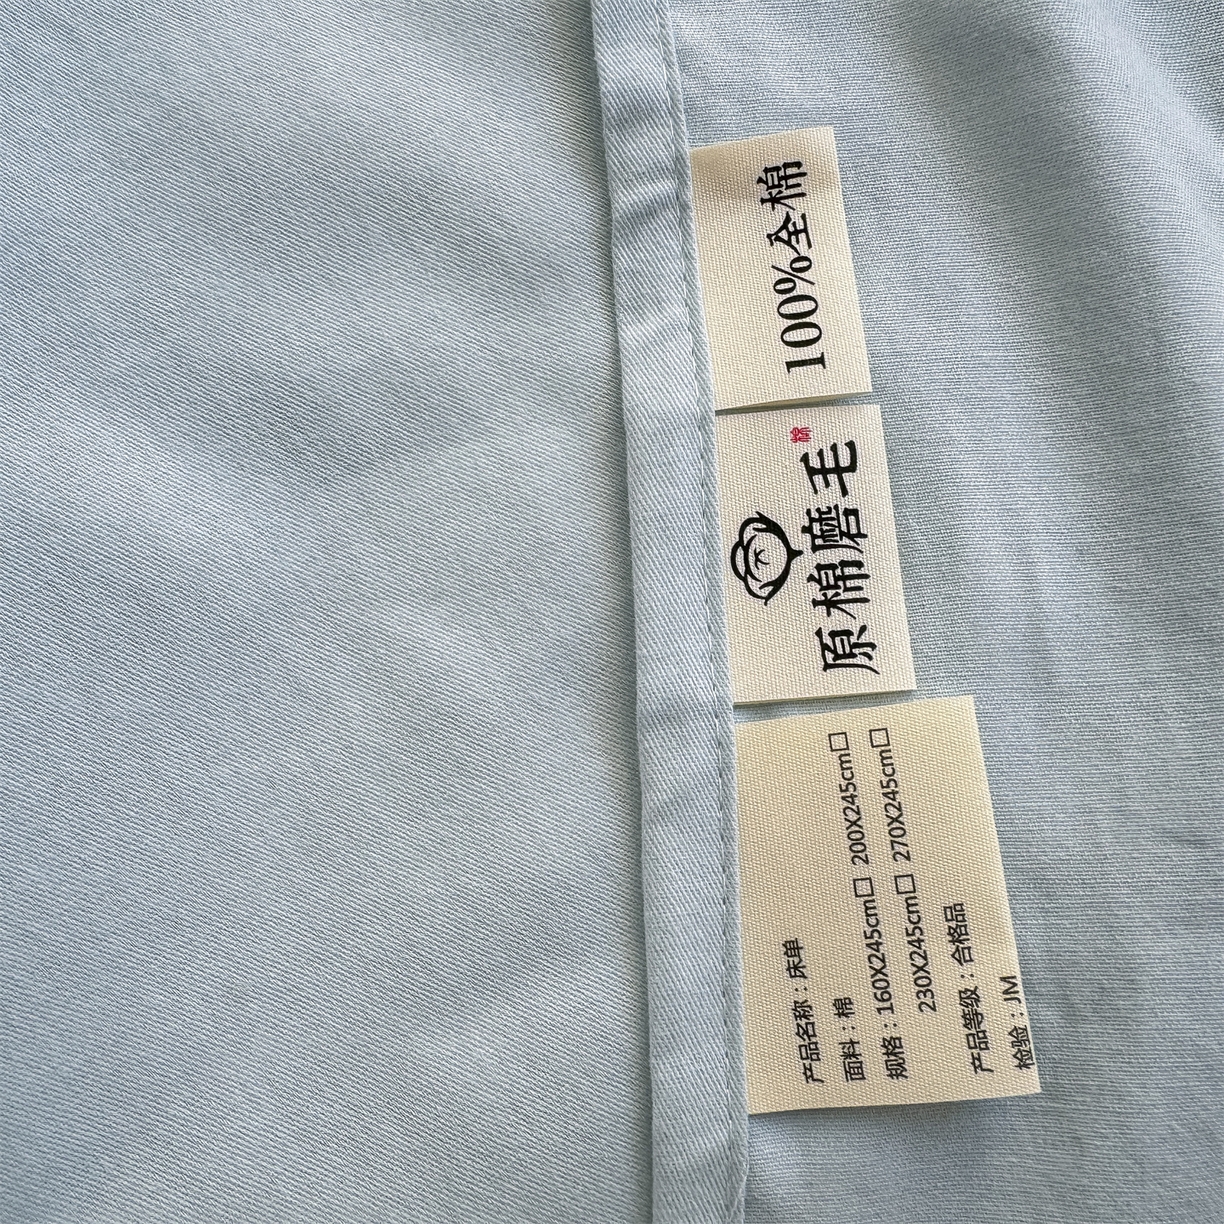 100%全棉
棉
原棉磨毛
产品名称：床单
面料：棉
规格：160X245cm□ 200X245cm□
230X245cm□ 270X245cm□
产品等级：合格品
检验：JM